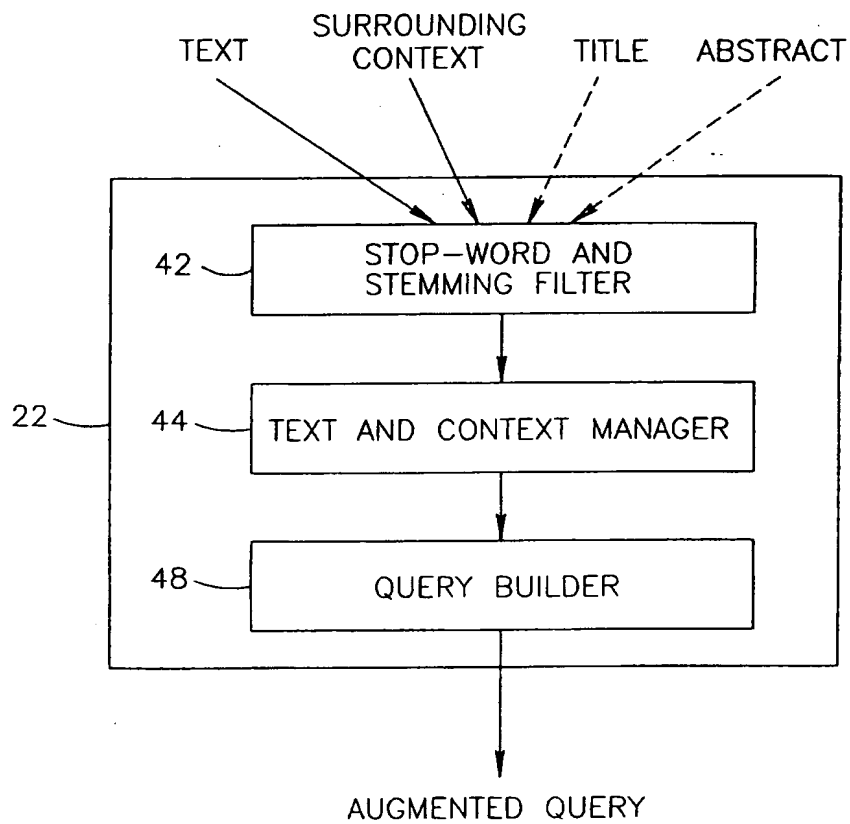 TEXT
SURROUNDING
CONTEXT
TITLE
ABSTRACT
42
STOP-WORD AND
STEMMING FILTER
22
44
TEXT AND CONTEXT MANAGER
48
QUERY BUILDER
AUGMENTED QUERY